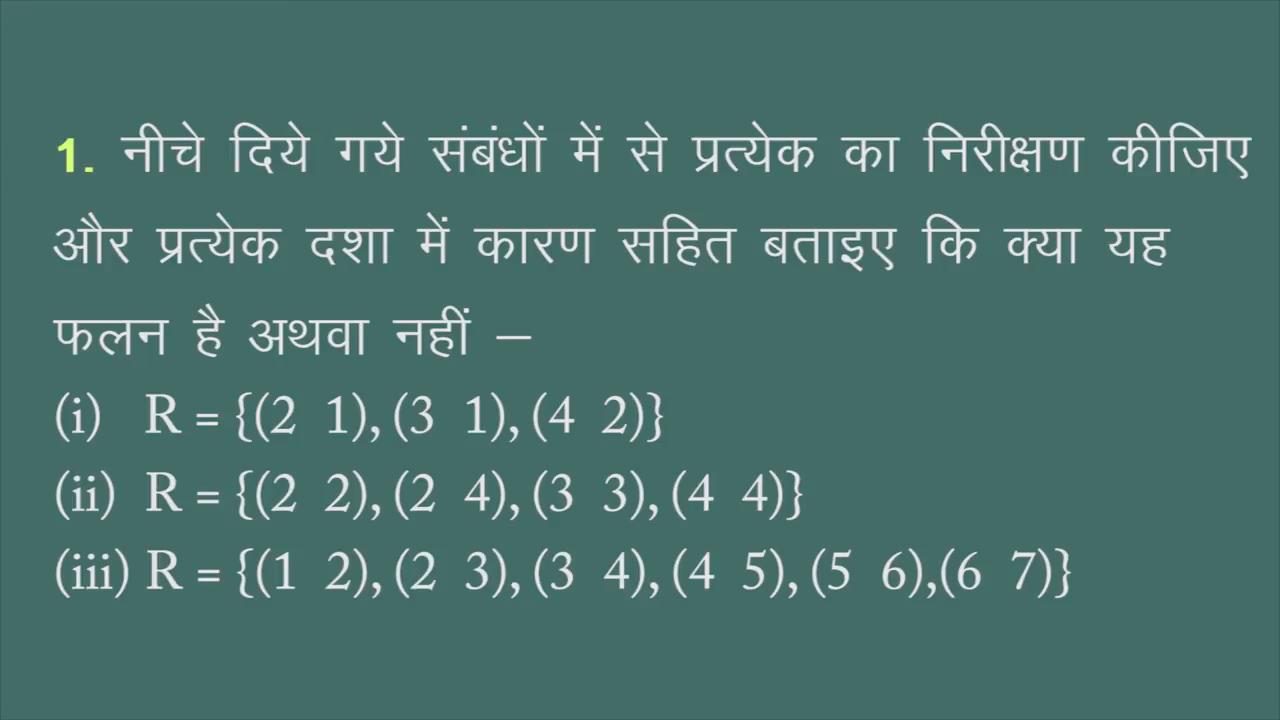 1. नीचे दिये गये संबंधों में से प्रत्येक का निरीक्षण कीजिए
और प्रत्येक दशा में कारण सहित बताइए कि क्या यह
फलन है अथवा नहीं –
(i) R = {(2 1), (3 1), (4 2)}
(ii) R = {(2 2), (2 4), (3 3), (4 4)}
(iii) R = {(1 2), (2 3), (3 4), (4 5), (5 6),(6 7)}